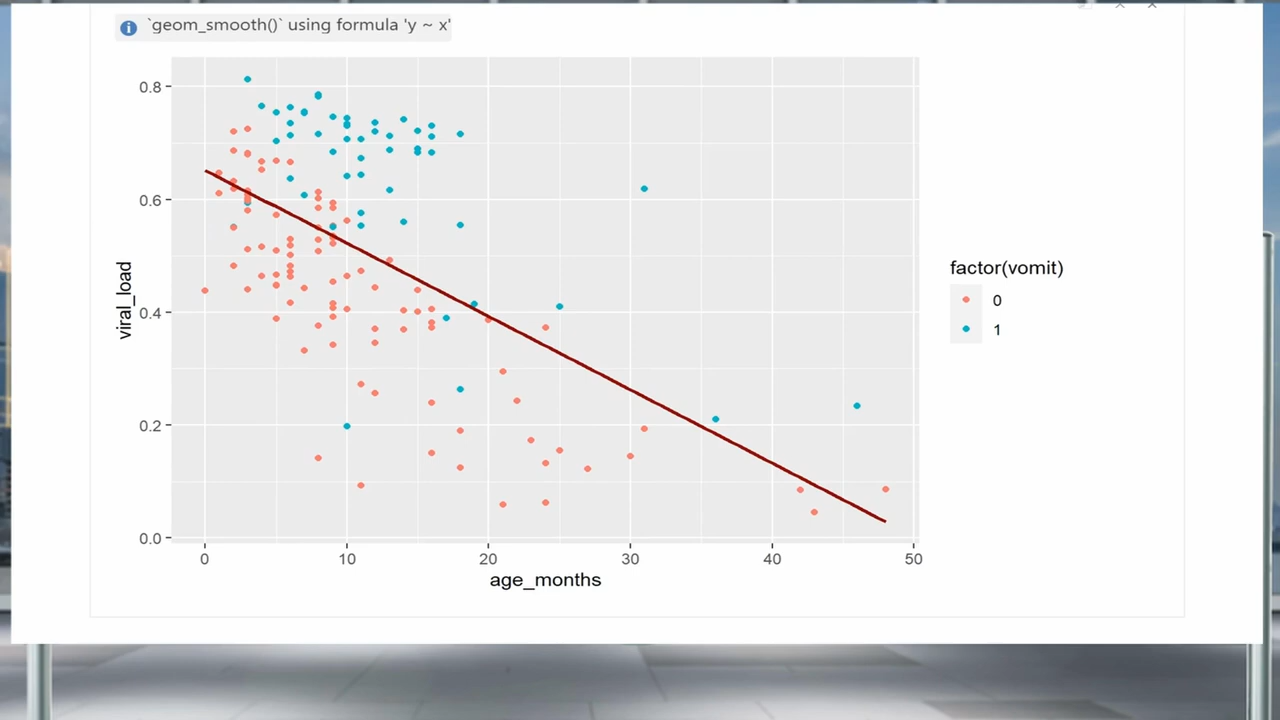 `geom_smooth()` using formula 'y ~ x'
0.8
0.6
0.4
0.2
0.0
viral_load
0 10 20 30 40 50
age_months
factor(vomit)
0
1